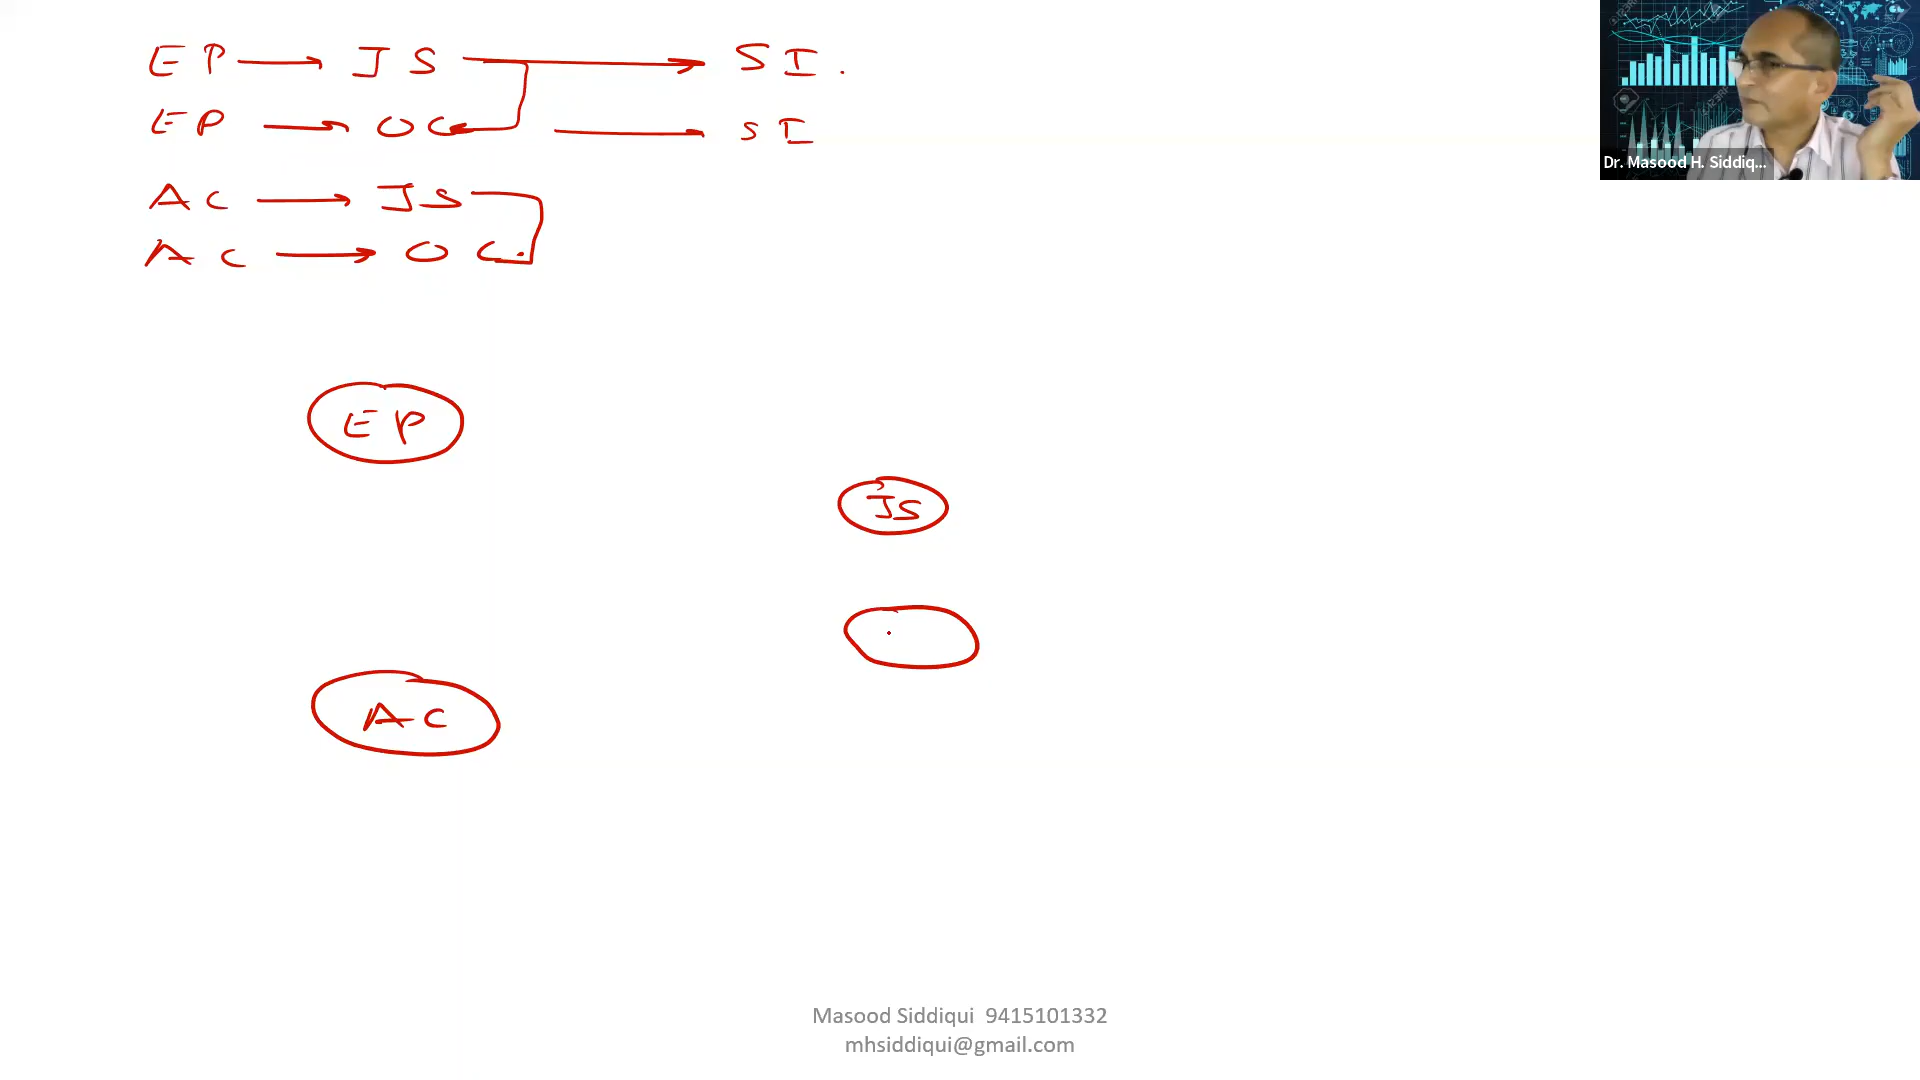 EP → JS → SI.
EP → OC → SI
AC → JS
AC → OC.
EP
JS
AC
Dr. Masood H. Siddiq...
Masood Siddiqui 9415101332
mhsiddiqui@gmail.com